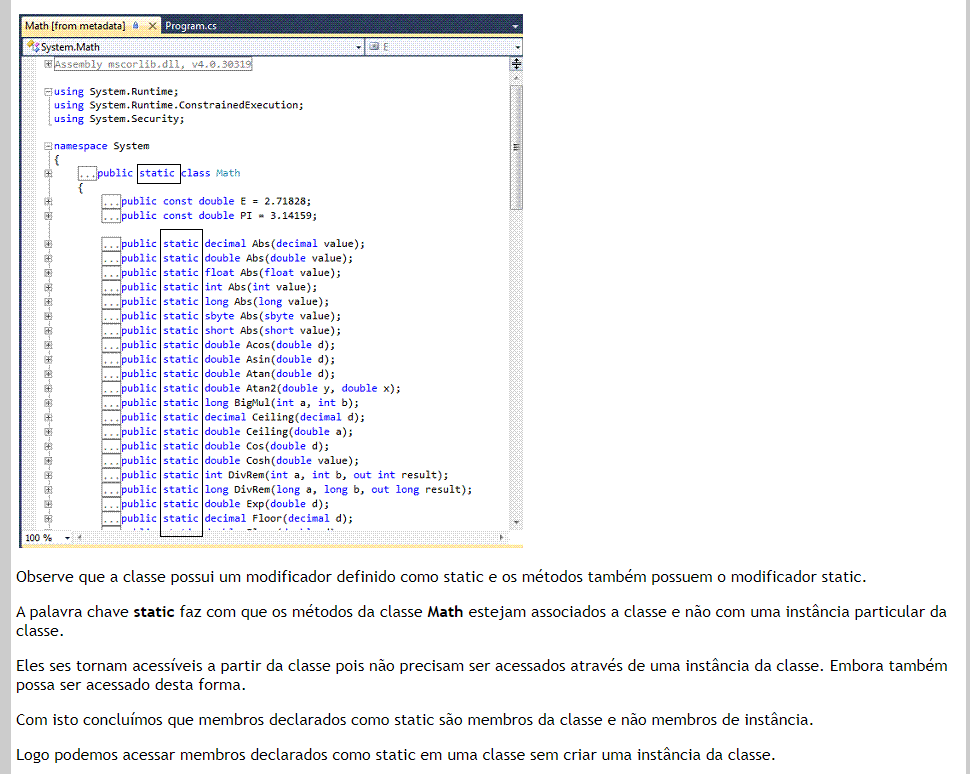 Math [from metadata] Program.cs
System.Math E
Assembly mscorlib.dll, v4.0.30319
using System.Runtime;
using System.Runtime.ConstrainedExecution;
using System.Security;
namespace System
{
...public static class Math
{
...public const double E = 2.71828;
...public const double PI = 3.14159;
...public static decimal Abs(decimal value);
...public static double Abs(double value);
...public static float Abs(float value);
...public static int Abs(int value);
...public static long Abs(long value);
...public static sbyte Abs(sbyte value);
...public static short Abs(short value);
...public static double Acos(double d);
...public static double Asin(double d);
...public static double Atan(double d);
...public static double Atan2(double y, double x);
...public static long BigMul(int a, int b);
...public static decimal Ceiling(decimal d);
...public static double Ceiling(double a);
...public static double Cos(double d);
...public static double Cosh(double value);
...public static int DivRem(int a, int b, out int result);
...public static long DivRem(long a, long b, out long result);
...public static double Exp(double d);
...public static decimal Floor(decimal d);
100 %
Observe que a classe possui um modificador definido como static e os métodos também possuem o modificador static.
A palavra chave static faz com que os métodos da classe Math estejam associados a classe e não com uma instância particular da
classe.
Eles ses tornam acessíveis a partir da classe pois não precisam ser acessados através de uma instância da classe. Embora também
possa ser acessado desta forma.
Com isto concluímos que membros declarados como static são membros da classe e não membros de instância.
Logo podemos acessar membros declarados como static em uma classe sem criar uma instância da classe.